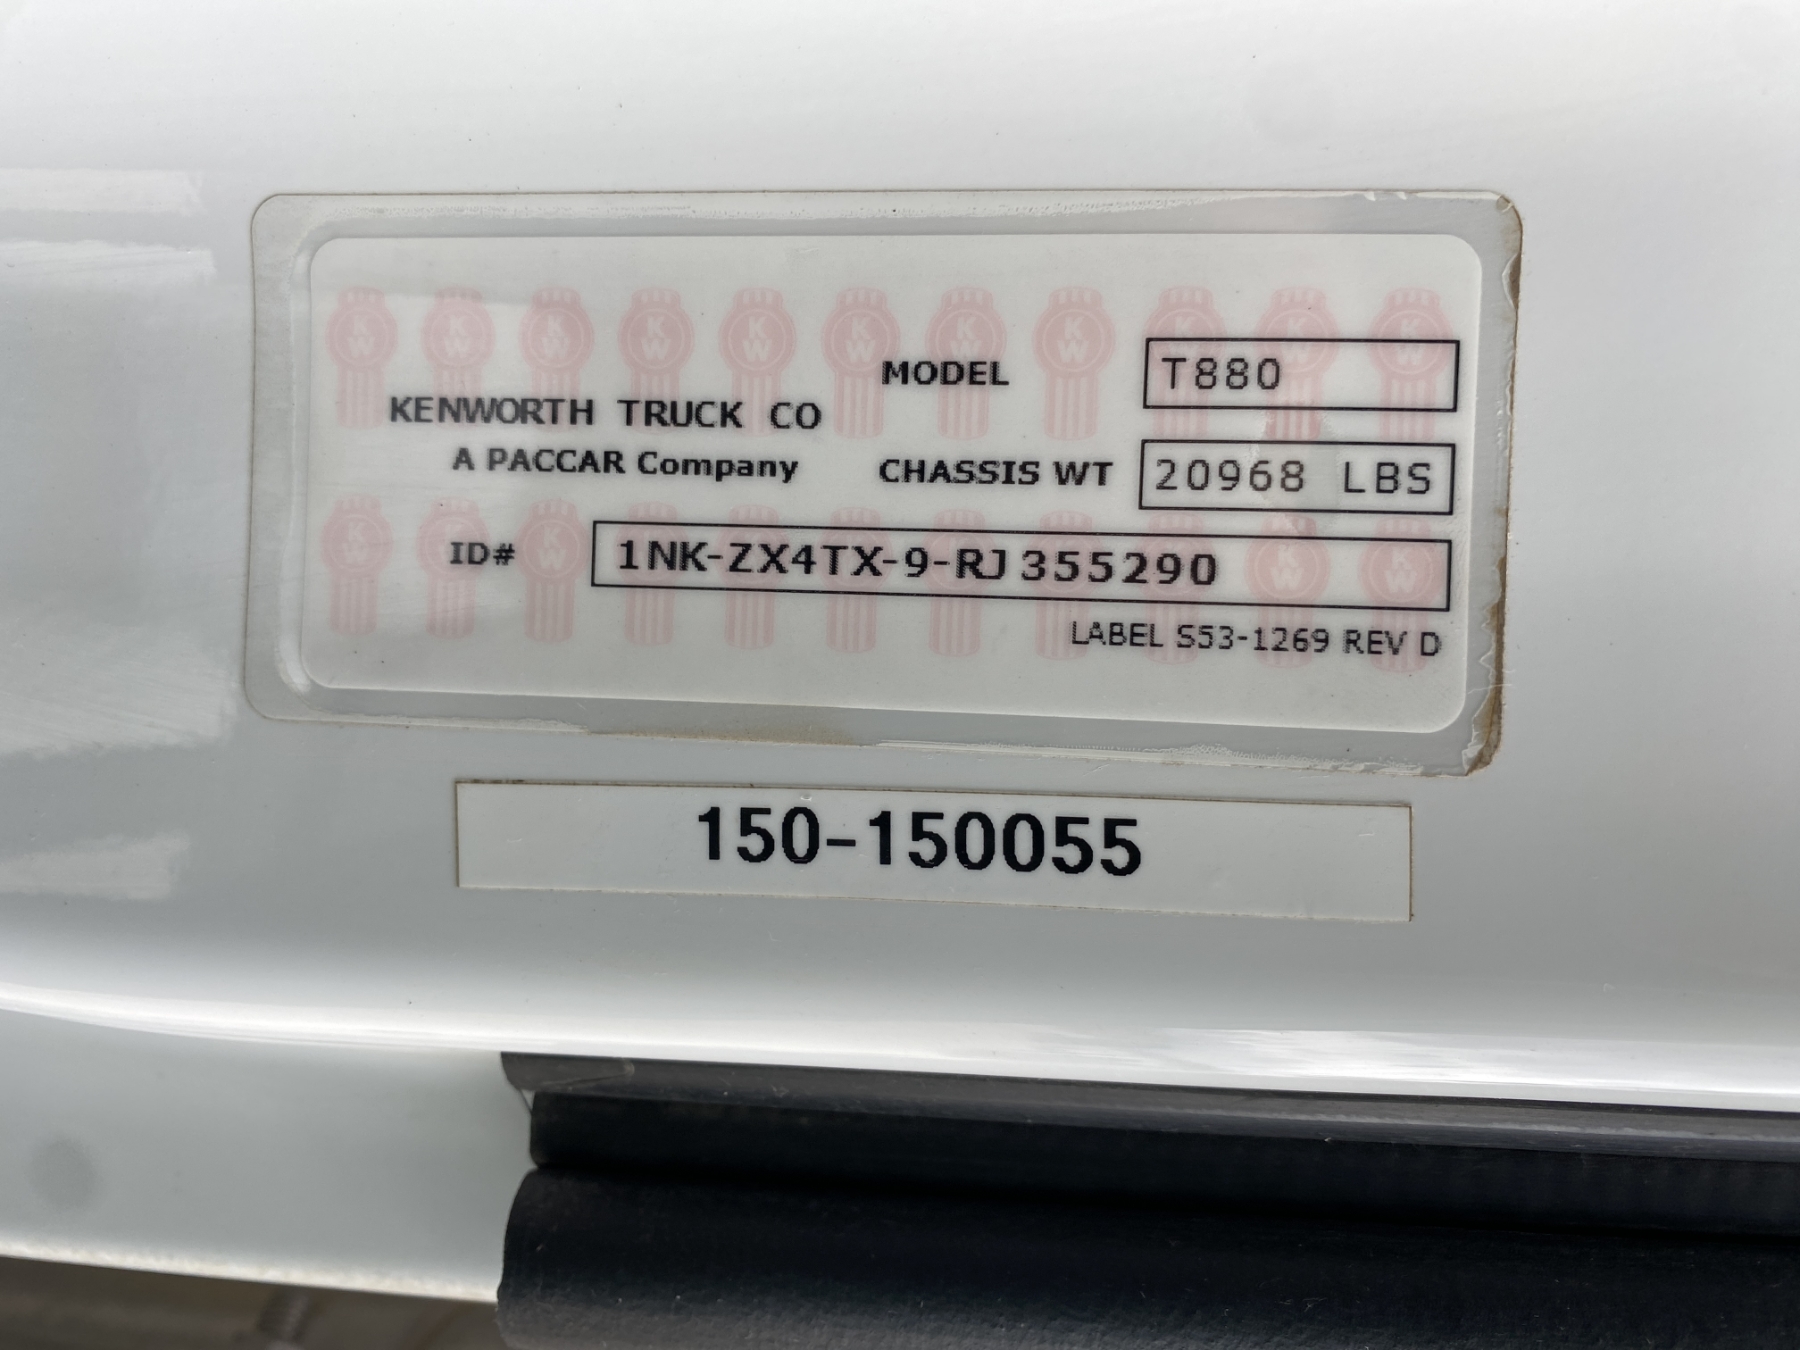 MODEL T880
KENWORTH TRUCK CO
A PACCAR Company
CHASSIS WT 20968 LBS
ID# 1NK-ZX4TX-9-RJ355290
LABEL S53-1269 REV D
150-150055